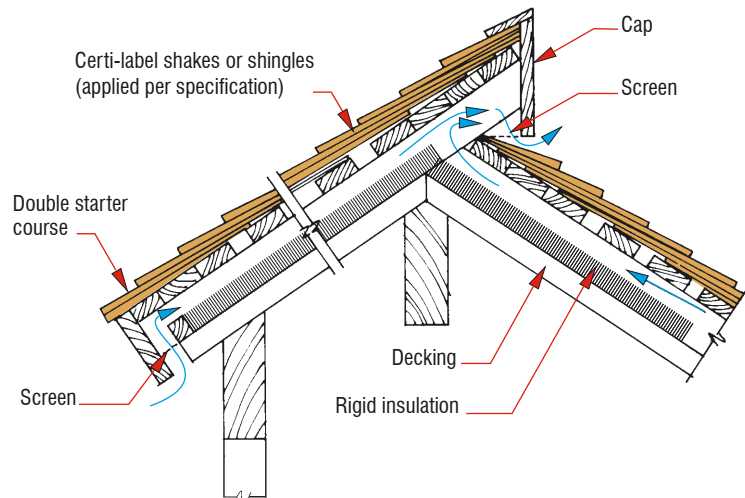 Cap
Certi-label shakes or shingles
(applied per specification)
Screen
Double starter
course
Decking
Screen
Rigid insulation